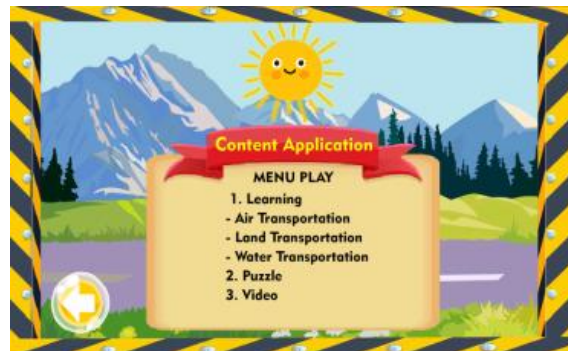 Content Application
MENU PLAY
1. Learning
- Air Transportation
- Land Transportation
- Water Transportation
2. Puzzle
3. Video